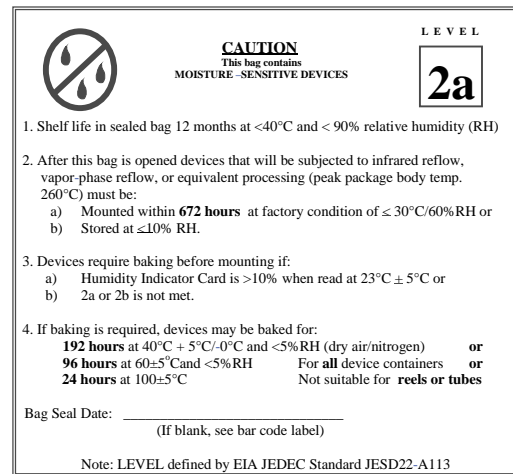 LEVEL
CAUTION
This bag contains
MOISTURE –SENSITIVE DEVICES
2a
1. Shelf life in sealed bag 12 months at <40°C and < 90% relative humidity (RH)
2. After this bag is opened devices that will be subjected to infrared reflow,
vapor-phase reflow, or equivalent processing (peak package body temp.
260°C) must be:
a) Mounted within 672 hours at factory condition of ≤ 30°C/60%RH or
b) Stored at ≤10% RH.
3. Devices require baking before mounting if:
a) Humidity Indicator Card is >10% when read at 23°C ± 5°C or
b) 2a or 2b is not met.
4. If baking is required, devices may be baked for:
192 hours at 40°C + 5°C/-0°C and <5%RH (dry air/nitrogen) or
96 hours at 60±5°Cand <5%RH For all device containers or
24 hours at 100±5°C Not suitable for reels or tubes
Bag Seal Date: ____________________________
(If blank, see bar code label)
Note: LEVEL defined by EIA JEDEC Standard JESD22-A113